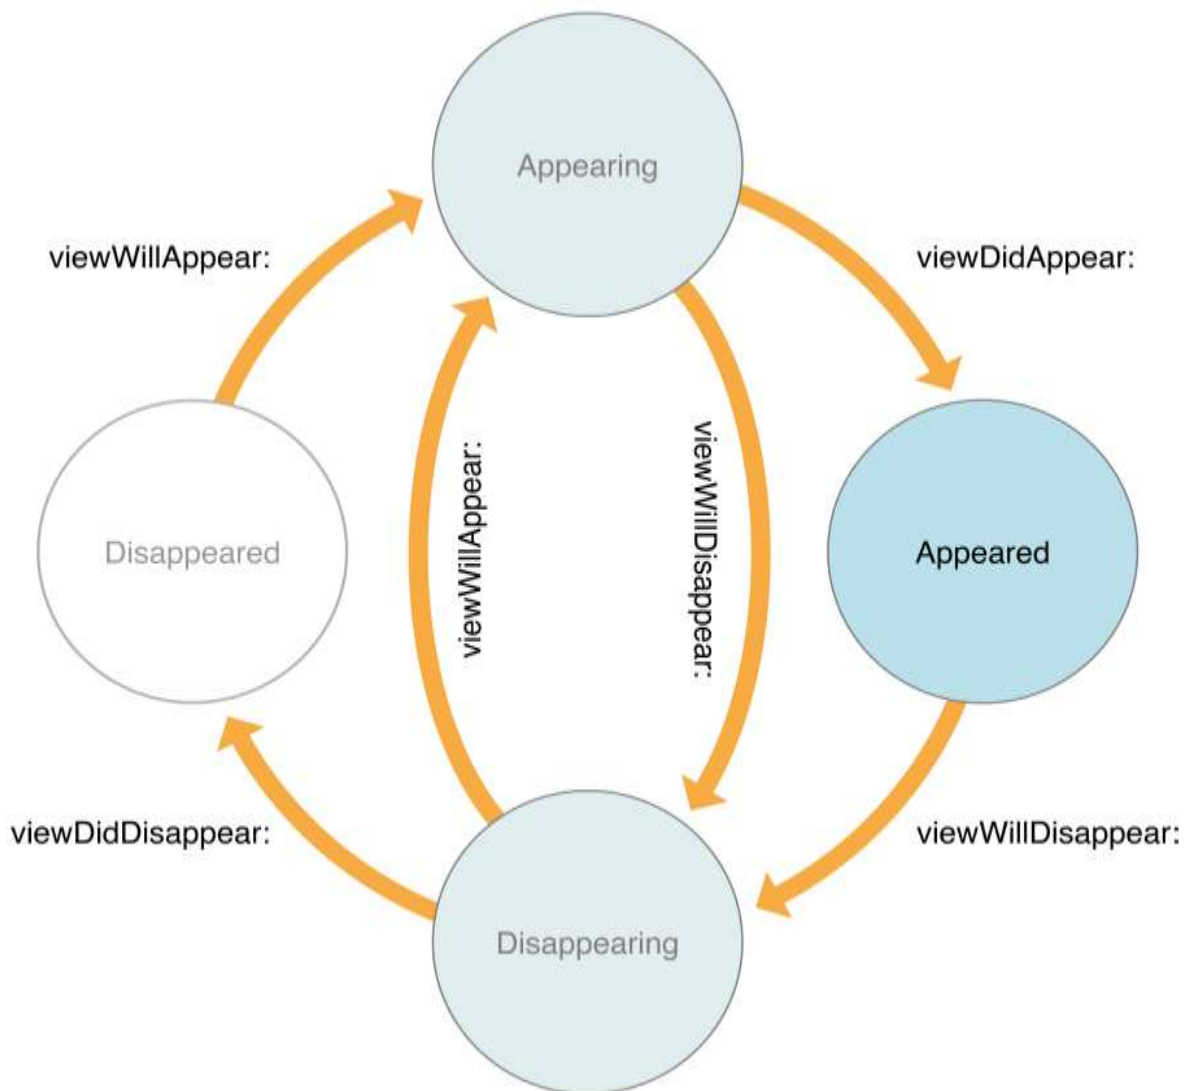 Appearing
viewWillAppear:
viewDidAppear:
viewWillAppear:
viewWillDisappear:
Disappeared
Appeared
viewDidDisappear:
viewWillDisappear:
Disappearing